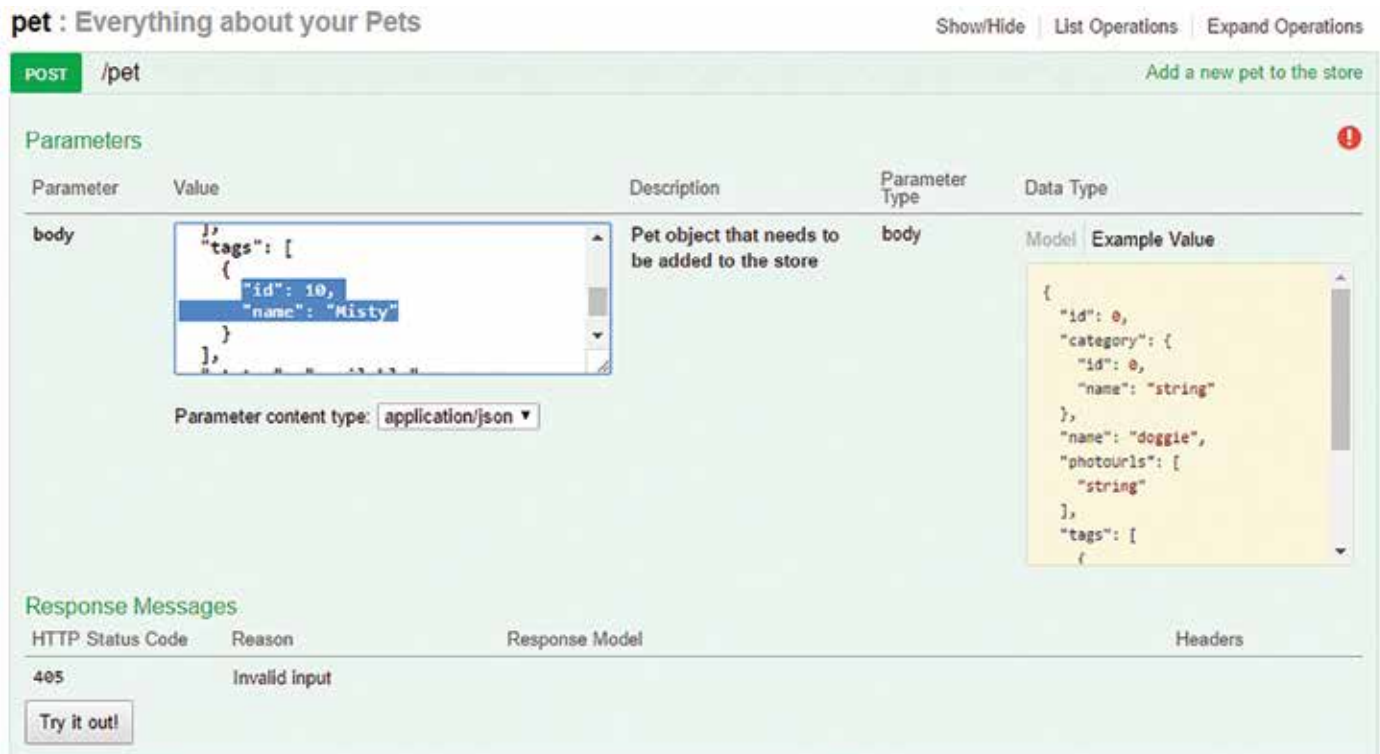 pet : Everything about your Pets
Show/Hide List Operations Expand Operations
POST /pet Add a new pet to the store
Parameters
Parameter Value Description Parameter Type Data Type
body
],
"tags": [
{
"id": 10,
"name": "Misty"
}
],
Parameter content type: application/json
Pet object that needs to
be added to the store
body
Model Example Value
{
"id": 0,
"category": {
"id": 0,
"name": "string"
},
"name": "doggie",
"photoUrls": [
"string"
],
"tags": [
{
Response Messages
HTTP Status Code Reason Response Model Headers
405 Invalid input
Try it out!